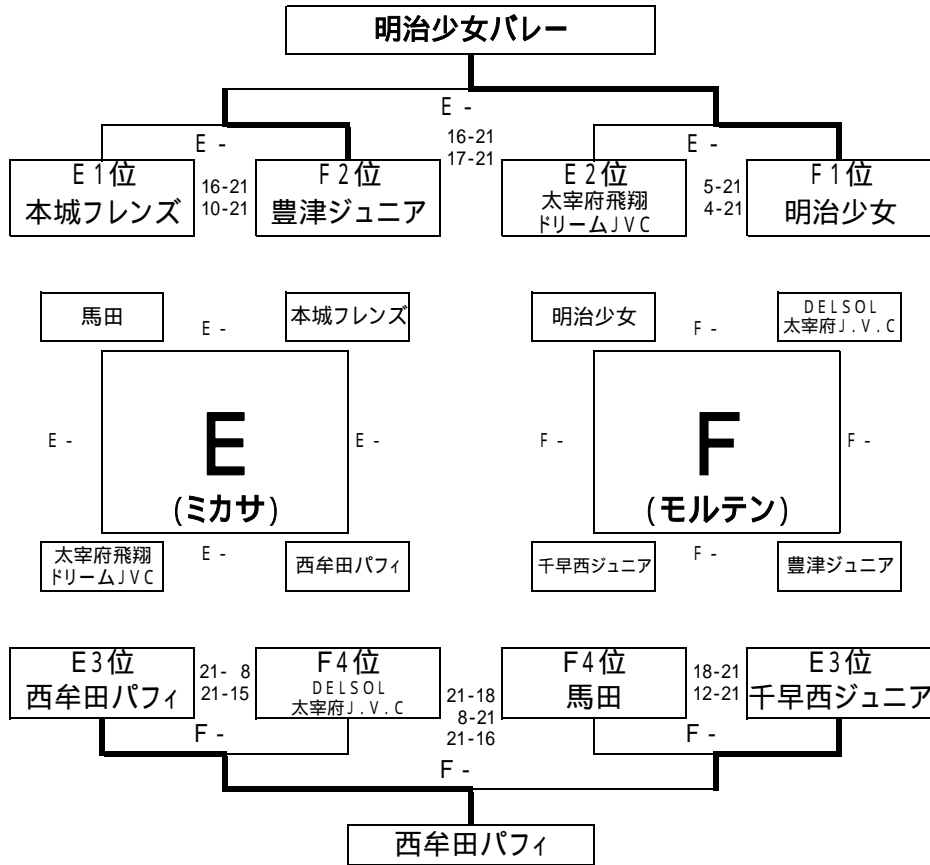 明治少女バレー
E -
16-21
17-21
E -
E -
E1位
本城フレンズ
16-21
10-21
F2位
豊津ジュニア
E2位
太宰府飛翔
ドリームJVC
5-21
4-21
F1位
明治少女
馬田
E -
本城フレンズ
明治少女
F -
DELSOL
太宰府J.V.C
E -
E
(ミカサ)
E -
F -
F
(モルテン)
F -
太宰府飛翔
ドリームJVC
E -
西牟田パフィ
千早西ジュニア
F -
豊津ジュニア
E3位
西牟田パフィ
21- 8
21-15
F4位
DELSOL
太宰府J.V.C
21-18
8-21
21-16
F4位
馬田
18-21
12-21
E3位
千早西ジュニア
F -
F -
F -
西牟田パフィ